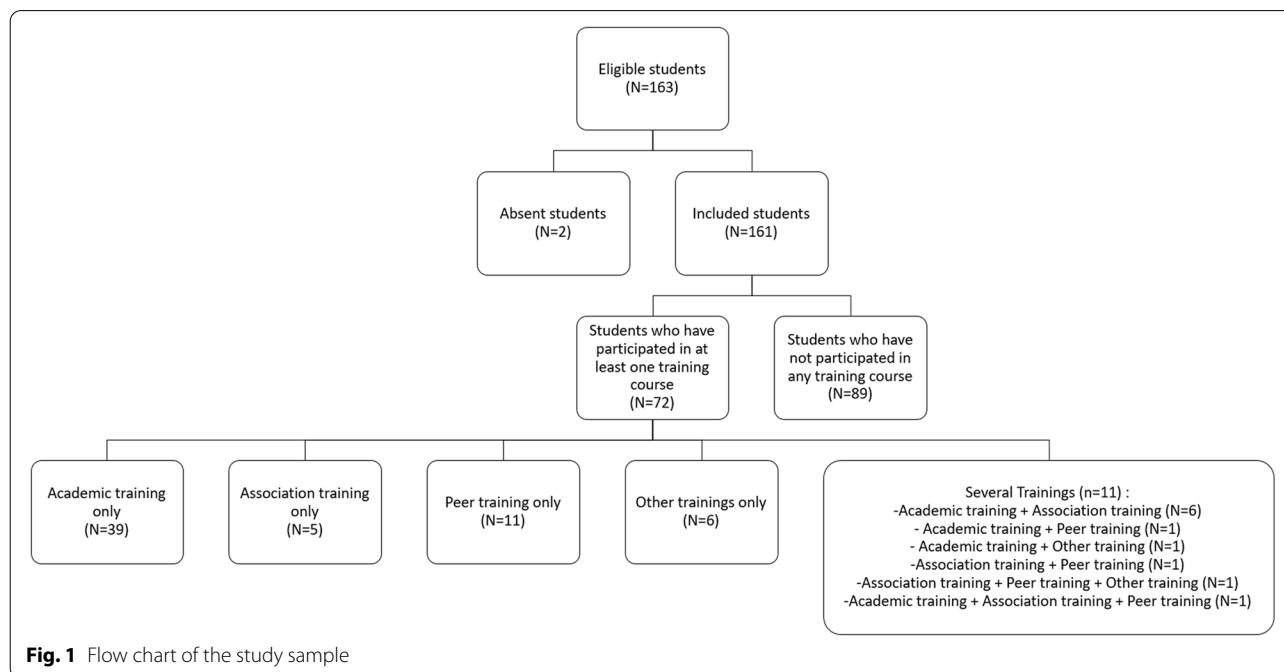 Eligible students
(N=163)
Absent students
(N=2)
Included students
(N=161)
Students who have
participated in at
least one training
course
(N=72)
Students who have
not participated in
any training course
(N=89)
Academic training
only
(N=39)
Association training
only
(N=5)
Peer training only
(N=11)
Other trainings only
(N=6)
Several Trainings (n=11) :
-Academic training + Association training (N=6)
- Academic training + Peer training (N=1)
- Academic training + Other training (N=1)
-Association training + Peer training (N=1)
-Association training + Peer training + Other training (N=1)
-Academic training + Association training + Peer training (N=1)
Fig. 1 Flow chart of the study sample